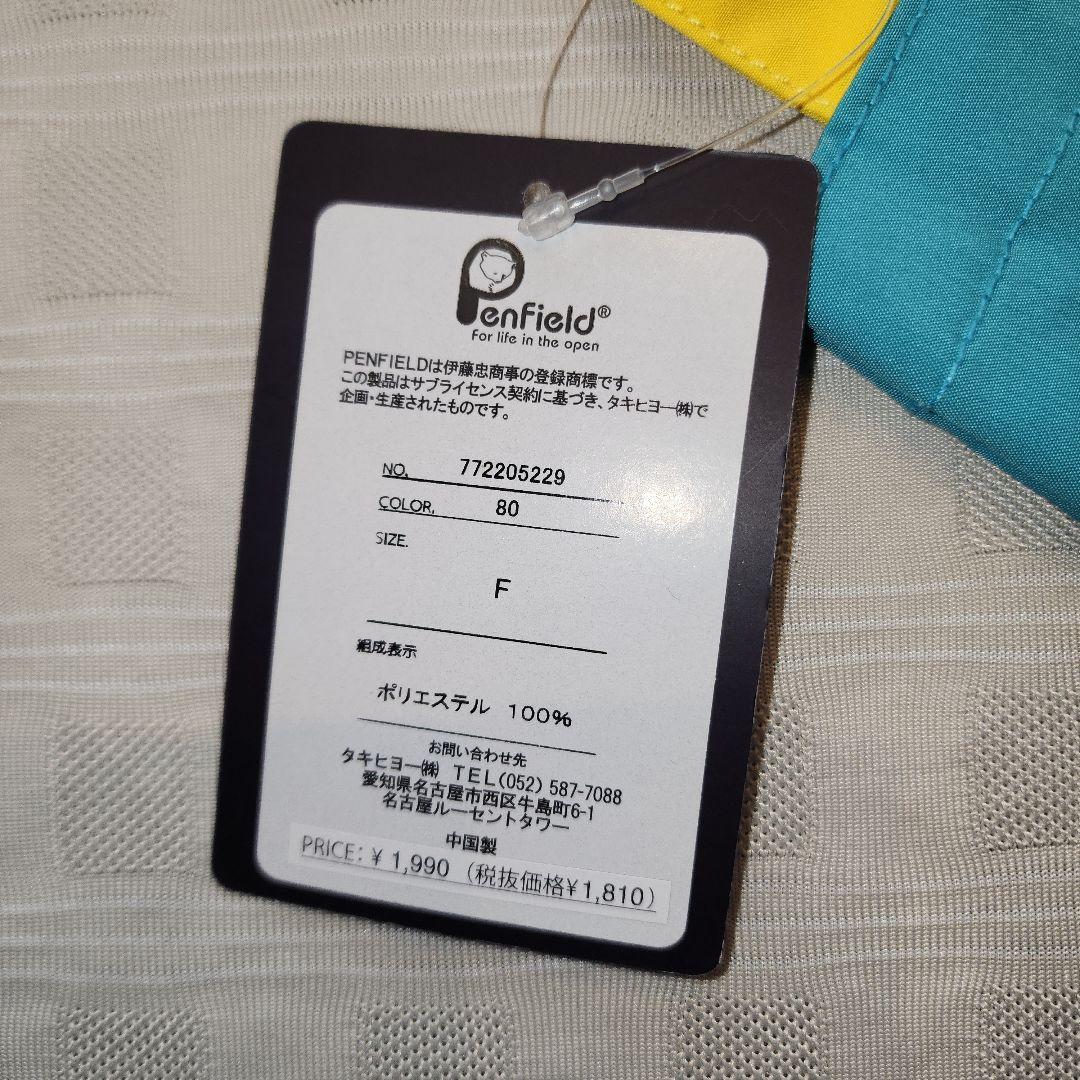 Penfield®
For life in the open
PENFIELDは伊藤忠商事の登録商標です。
この製品はサブライセンス契約に基づき、タキヒヨー㈱で
企画・生産されたものです。
NO. 772205229
COLOR. 80
SIZE.
F
組成表示
ポリエステル 100%
お問い合わせ先
タキヒヨー㈱ TEL(052) 587-7088
愛知県名古屋市西区牛島町6-1
名古屋ルーセントタワー
中国製
PRICE: ¥ 1,990 (税抜価格¥1,810)